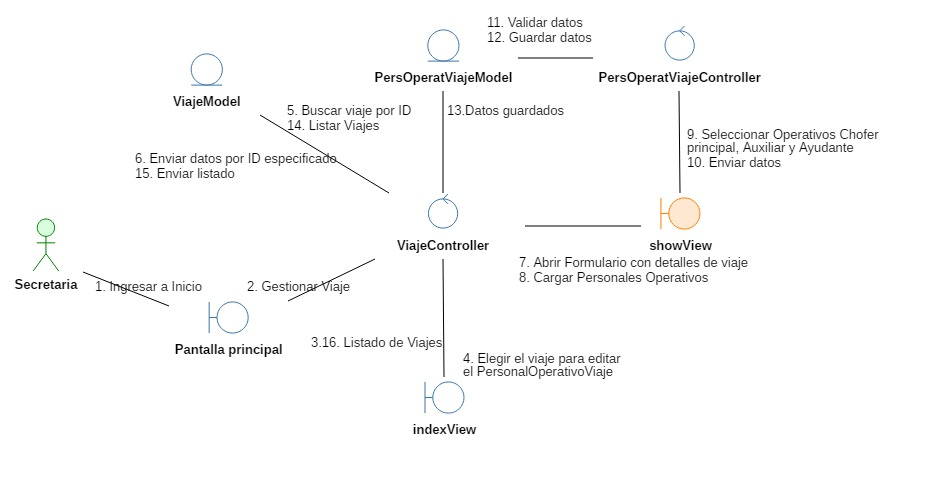 11. Validar datos
12. Guardar datos
PersOperatViajeModel
PersOperatViajeController
ViajeModel
5. Buscar viaje por ID
14. Listar Viajes
13.Datos guardados
9. Seleccionar Operativos Chofer
principal, Auxiliar y Ayudante
10. Enviar datos
6. Enviar datos por ID especificado
15. Enviar listado
ViajeController
showView
7. Abrir Formulario con detalles de viaje
8. Cargar Personales Operativos
Secretaria
1. Ingresar a Inicio
2. Gestionar Viaje
Pantalla principal
3.16. Listado de Viajes
4. Elegir el viaje para editar
el PersonalOperativoViaje
indexView